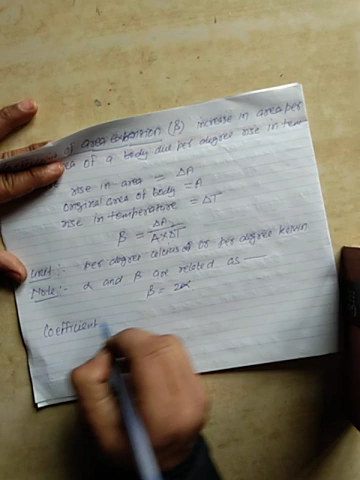 of area expansion (β) increase in area per
area of a body due per degree rise in tem-
rise in area = ΔA
original area of body = A
rise in temperature = ΔT
β = ΔA / A×ΔT
Unit :- Per degree celcius or per degree kelvin
Note :- α and β are related as —
β = 2α
Coefficient